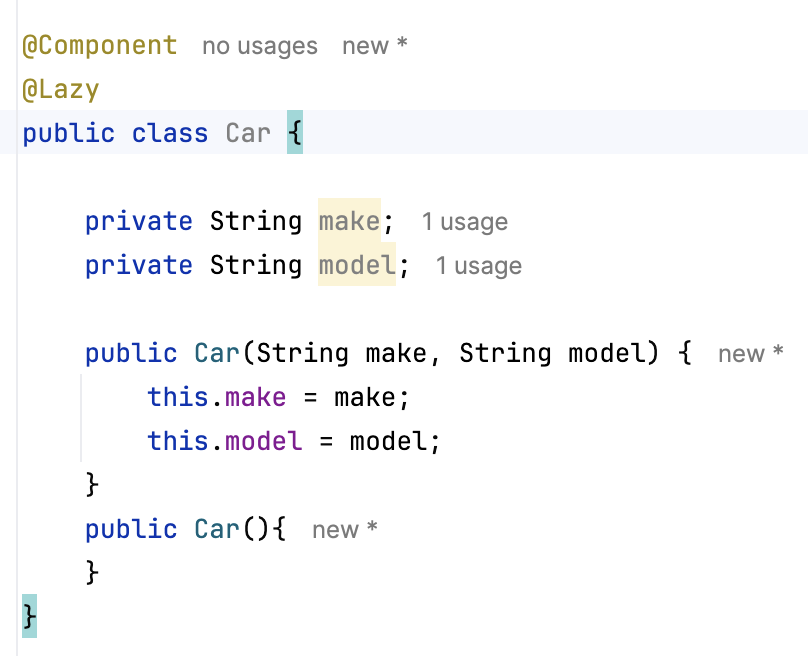 @Component no usages new *
@Lazy
public class Car {
private String make; 1 usage
private String model; 1 usage
public Car(String make, String model) { new *
this.make = make;
this.model = model;
}
public Car(){ new *
}
}